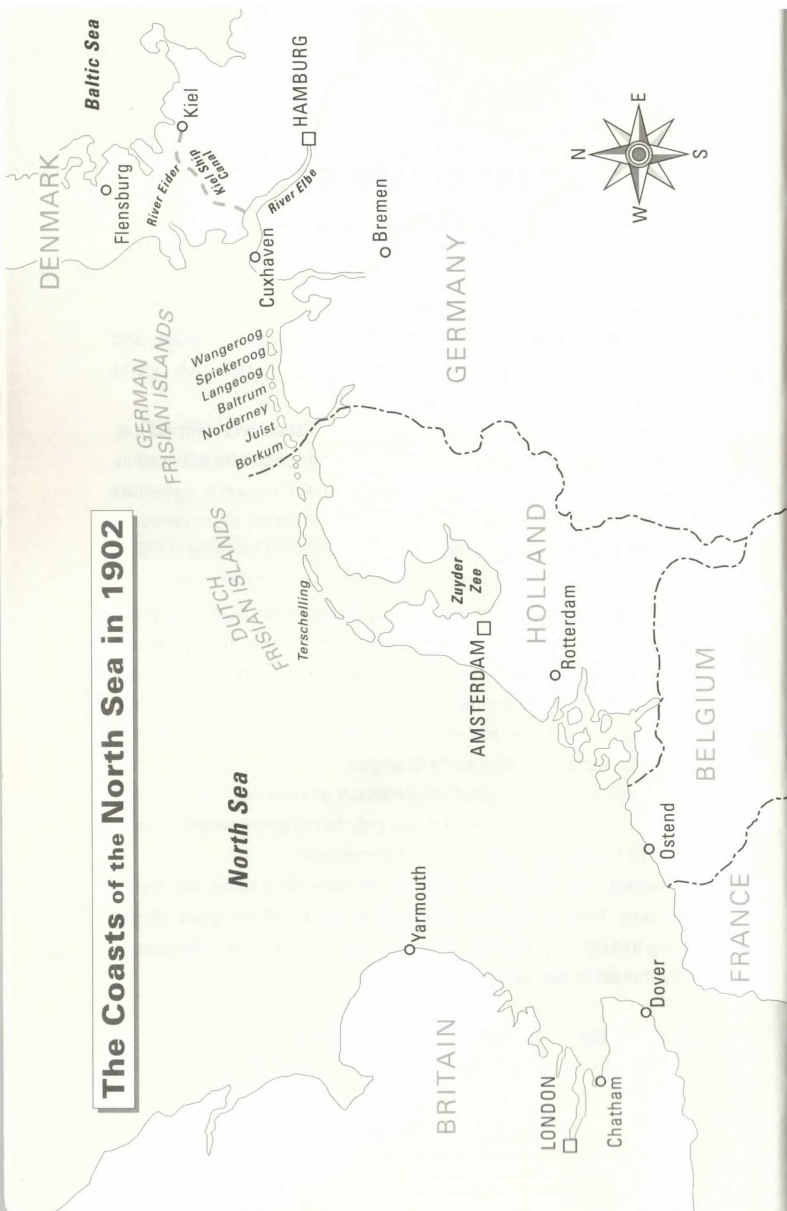 The Coasts of the North Sea in 1902
DENMARK
Baltic Sea
Flensburg
Kiel
River Eider
Kiel Ship
Canal
HAMBURG
River Elbe
Cuxhaven
Bremen
GERMAN
FRISIAN ISLANDS
Wangeroog
Spiekeroog
Langeoog
Baltrum
Norderney
Juist
Borkum
DUTCH
FRISIAN ISLANDS
Terschelling
North Sea
GERMANY
Zuyder
Zee
AMSTERDAM
HOLLAND
Rotterdam
Yarmouth
BRITAIN
LONDON
Chatham
Dover
Ostend
BELGIUM
FRANCE
N
W
E
S